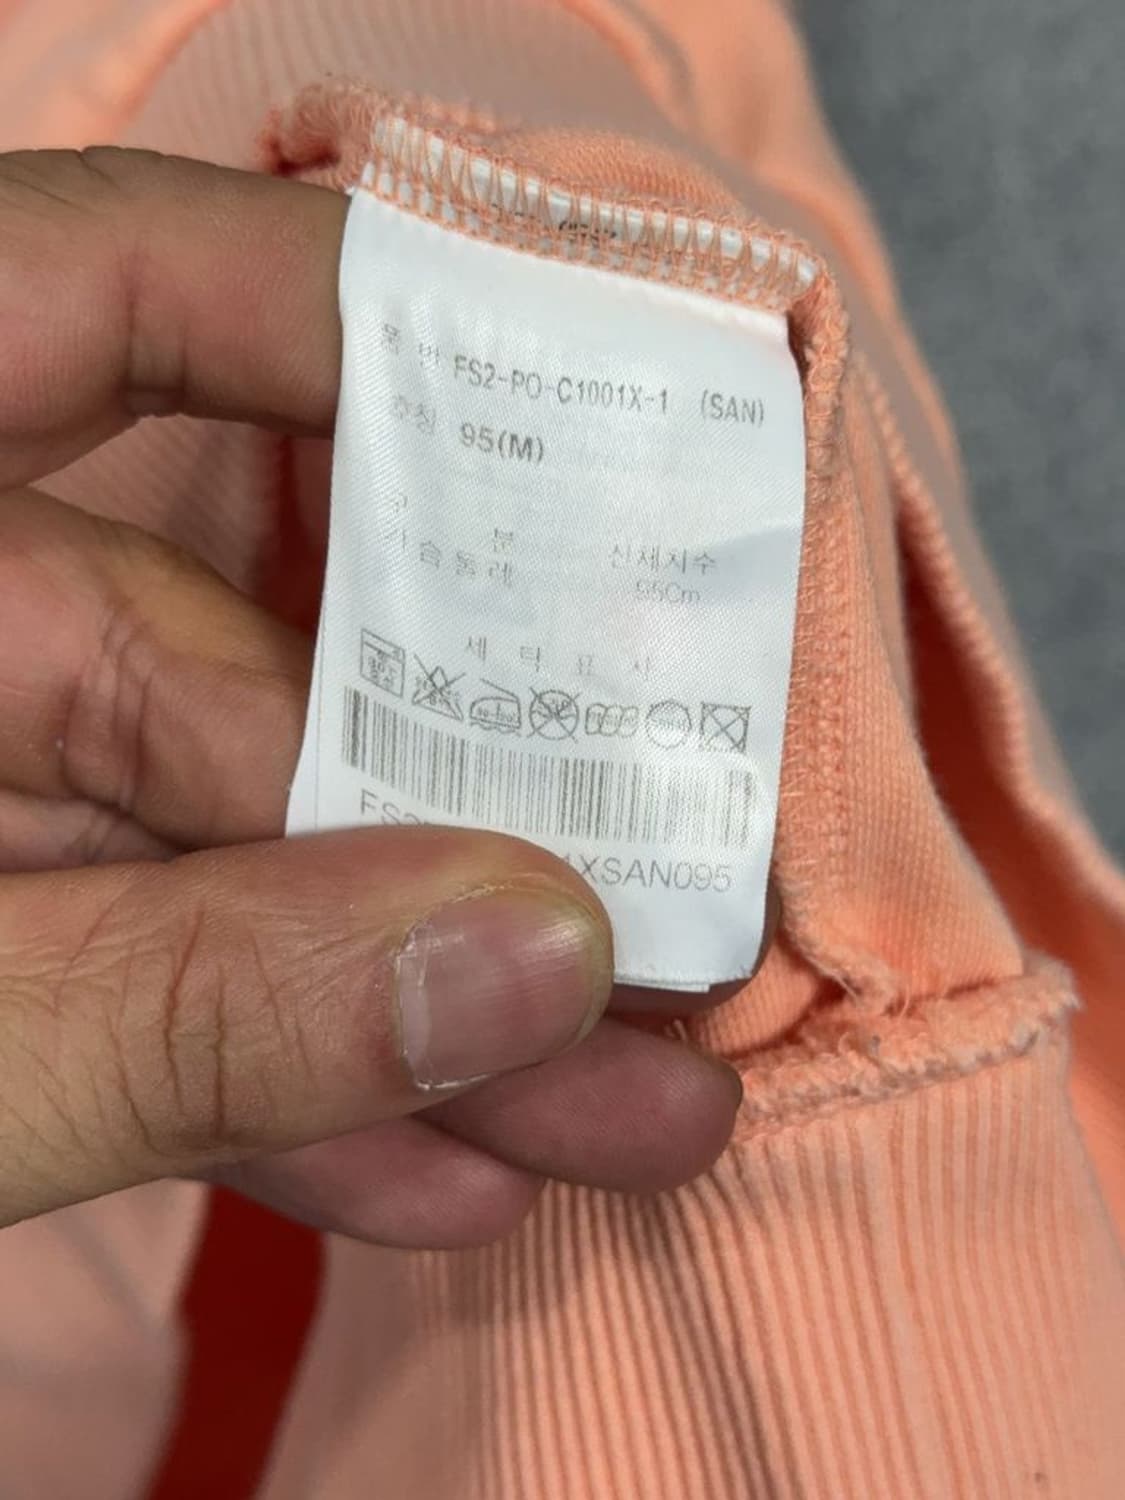 품 번 FS2-PO-C1001X-1 (SAN)
호칭 95(M)
구 분 신체치수
가슴둘레 95Cm
세 탁 표 시
1XSAN095